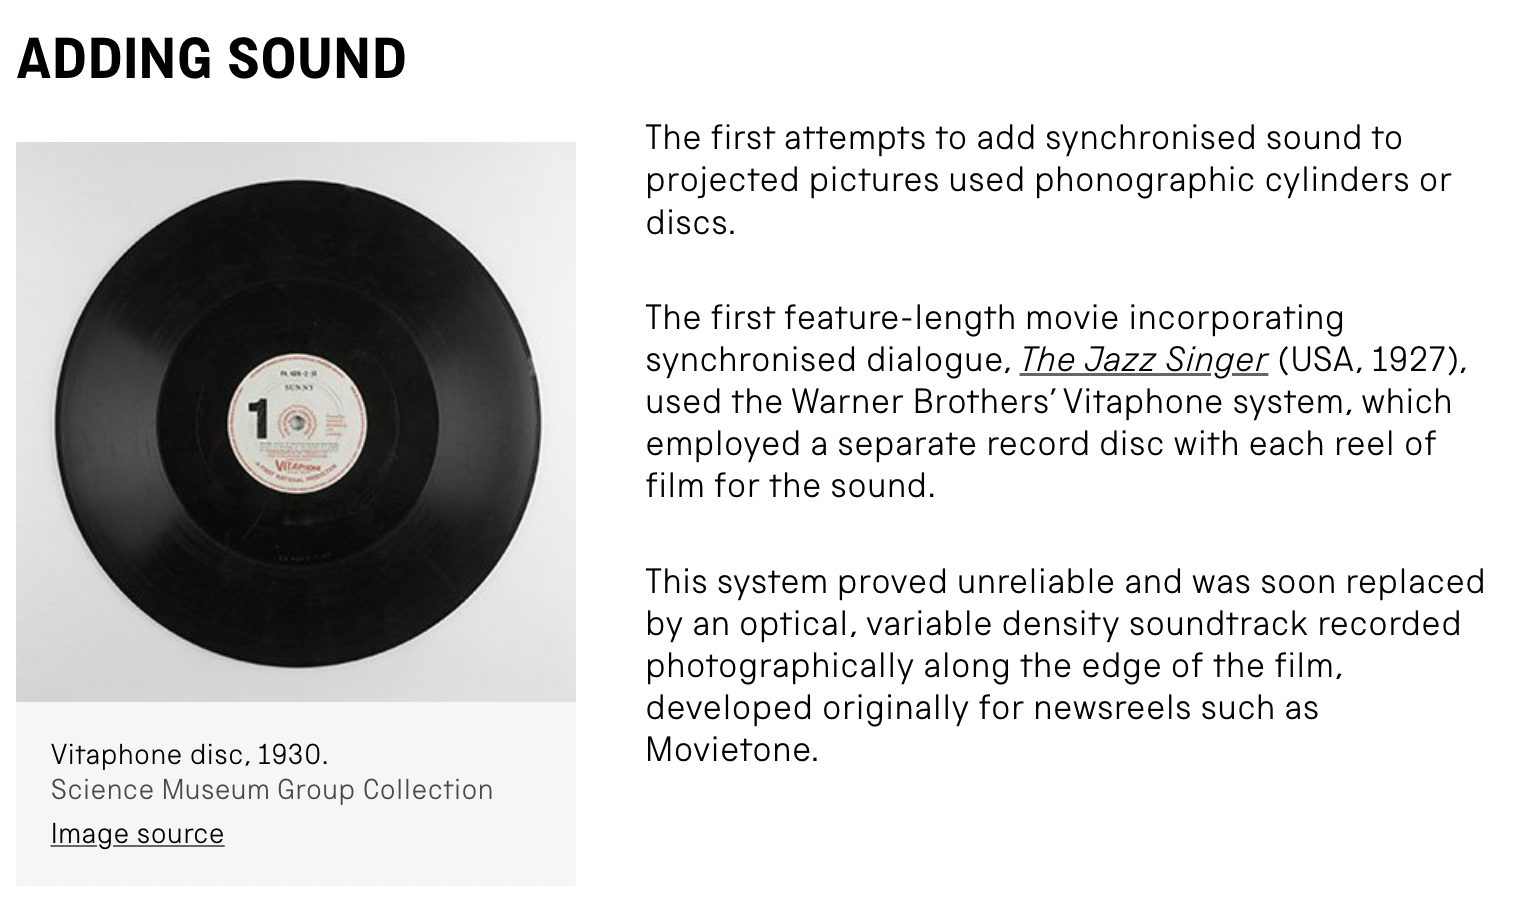 ADDING SOUND
SUNNY
1
VITAPHONE
A FIRST NATIONAL PRODUCTION
Vitaphone disc, 1930.
Science Museum Group Collection
Image source
The first attempts to add synchronised sound to
projected pictures used phonographic cylinders or
discs.
The first feature-length movie incorporating
synchronised dialogue, The Jazz Singer (USA, 1927),
used the Warner Brothers’ Vitaphone system, which
employed a separate record disc with each reel of
film for the sound.
This system proved unreliable and was soon replaced
by an optical, variable density soundtrack recorded
photographically along the edge of the film,
developed originally for newsreels such as
Movietone.